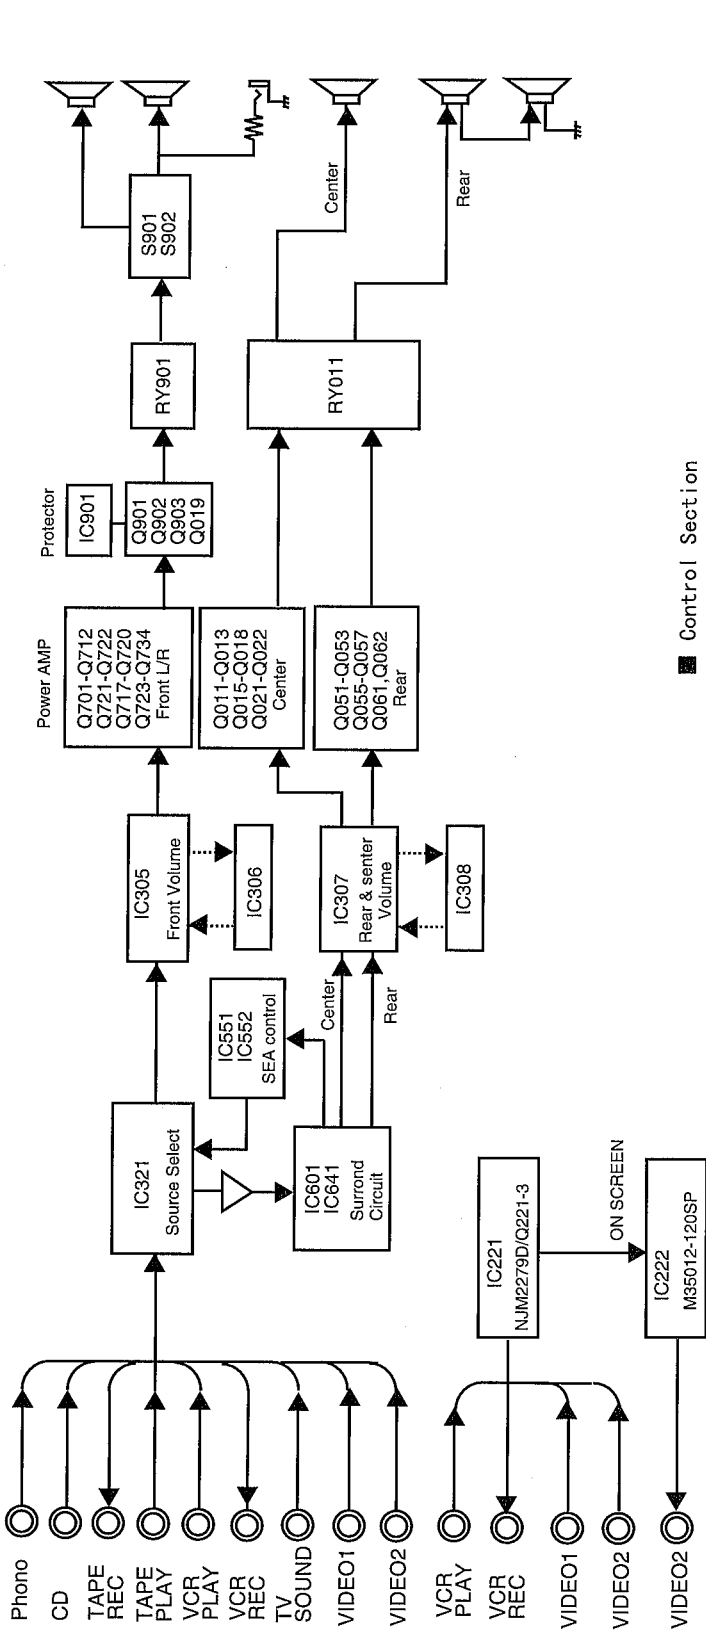 Phono
CD
TAPE
REC
TAPE
PLAY
VCR
PLAY
VCR
REC
TV
SOUND
VIDEO1
VIDEO2
VCR
PLAY
VCR
REC
VIDEO1
VIDEO2
VIDEO2
IC321
Source Select
IC601
IC641
Surrond
Circuit
IC551
IC552
SEA control
Center
Rear
IC305
Front Volume
IC306
IC307
Rear & senter
Volume
IC308
Power AMP
Q701-Q712
Q721-Q722
Q717-Q720
Q723-Q734
Front L/R
Q011-Q013
Q015-Q018
Q021-Q022
Center
Q051-Q053
Q055-Q057
Q061,Q062
Rear
Protector
IC901
Q901
Q902
Q903
Q019
RY901
RY011
S901
S902
Center
Rear
IC221
NJM2279D/Q221-3
ON SCREEN
IC222
M35012-120SP
■ Control Section